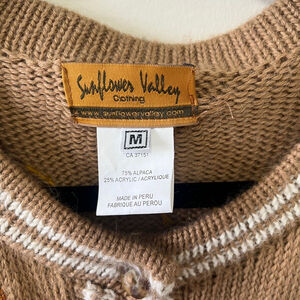 Sunflower Valley
Clothing
www.sunflowervalley.com
M
CA 37151
75% ALPACA
25% ACRYLIC / ACRYLIQUE
MADE IN PERU
FABRIQUE AU PEROU